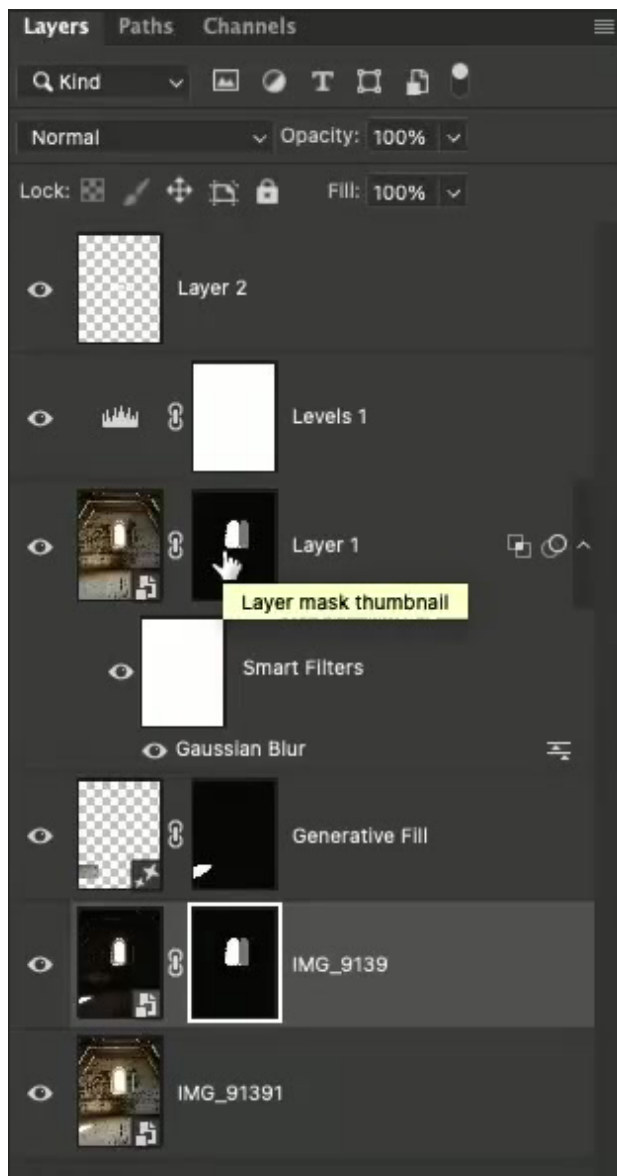 Layers Paths Channels
Kind T
Normal Opacity: 100%
Lock: Fill: 100%
Layer 2
Levels 1
Layer 1
Layer mask thumbnail
Smart Filters
Gaussian Blur
Generative Fill
IMG_9139
IMG_91391